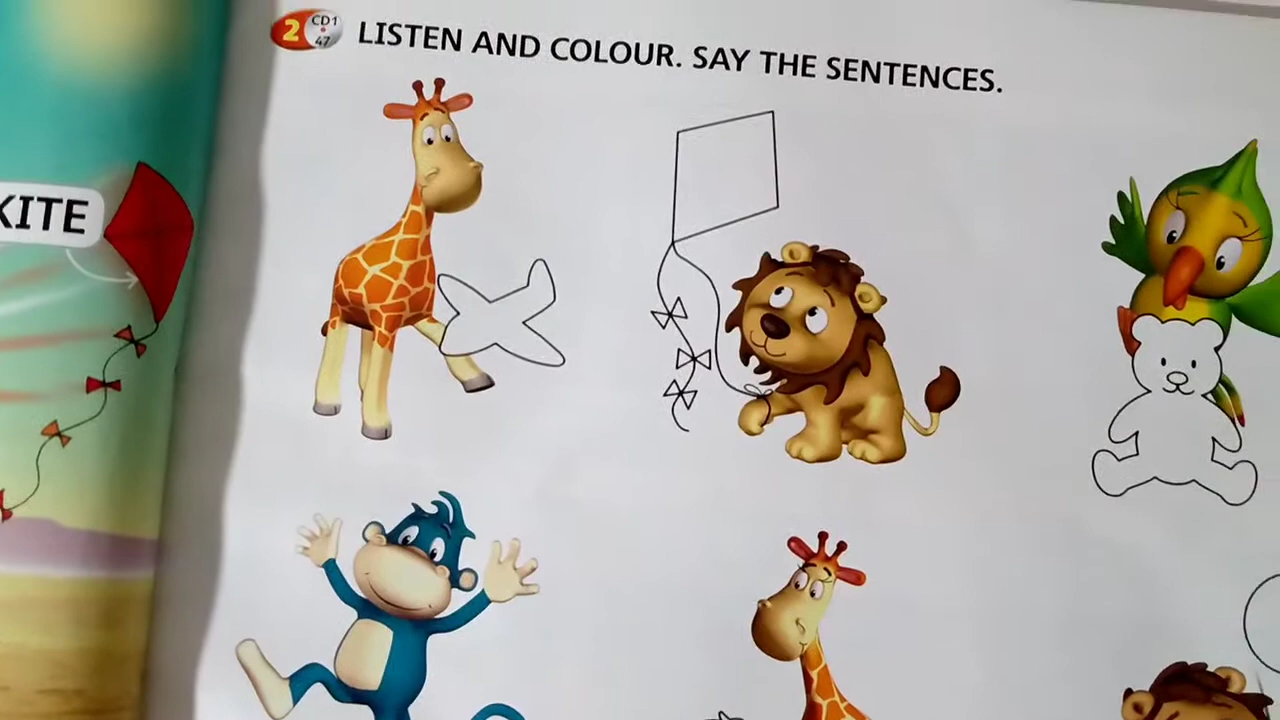 2 CD1 47 LISTEN AND COLOUR. SAY THE SENTENCES.
KITE